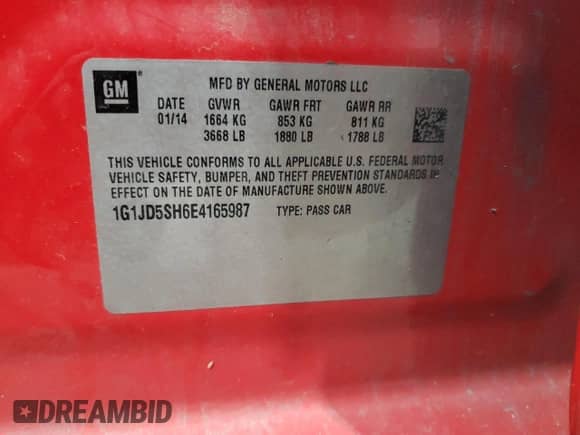 GM ®
MFD BY GENERAL MOTORS LLC
DATE GVWR GAWR FRT GAWR RR
01/14 1664 KG 853 KG 811 KG
3668 LB 1880 LB 1788 LB
THIS VEHICLE CONFORMS TO ALL APPLICABLE U.S. FEDERAL MOTOR
VEHICLE SAFETY, BUMPER, AND THEFT PREVENTION STANDARDS IN
EFFECT ON THE DATE OF MANUFACTURE SHOWN ABOVE.
1G1JD5SH6E4165987 TYPE: PASS CAR
DREAMBID